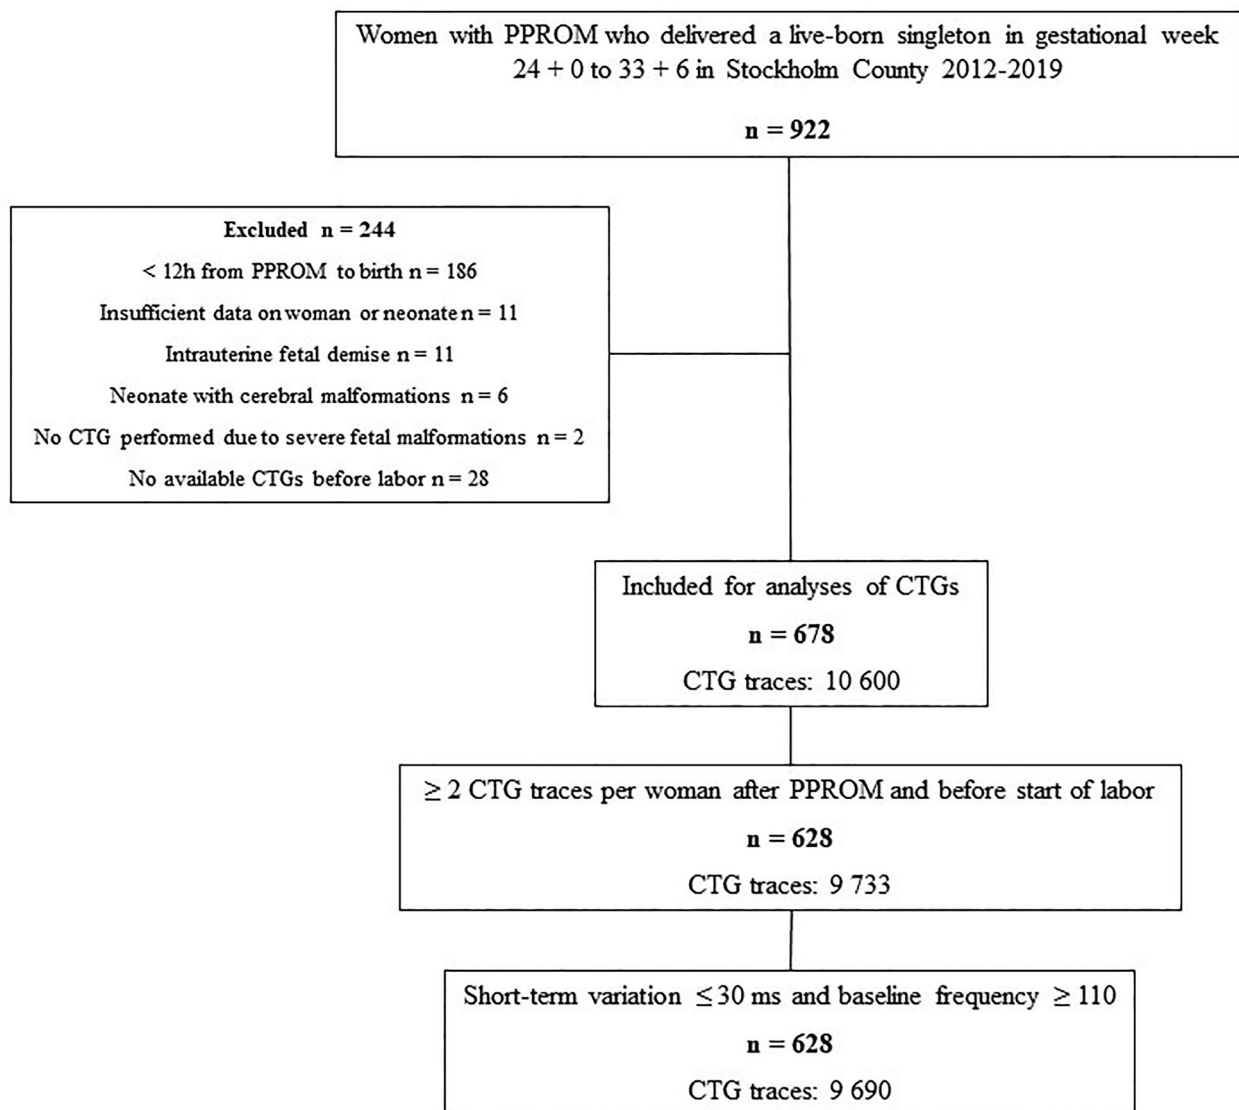 Women with PPROM who delivered a live-born singleton in gestational week
24 + 0 to 33 + 6 in Stockholm County 2012-2019
n = 922
Excluded n = 244
< 12h from PPROM to birth n = 186
Insufficient data on woman or neonate n = 11
Intrauterine fetal demise n = 11
Neonate with cerebral malformations n = 6
No CTG performed due to severe fetal malformations n = 2
No available CTGs before labor n = 28
Included for analyses of CTGs
n = 678
CTG traces: 10 600
≥ 2 CTG traces per woman after PPROM and before start of labor
n = 628
CTG traces: 9 733
Short-term variation ≤ 30 ms and baseline frequency ≥ 110
n = 628
CTG traces: 9 690